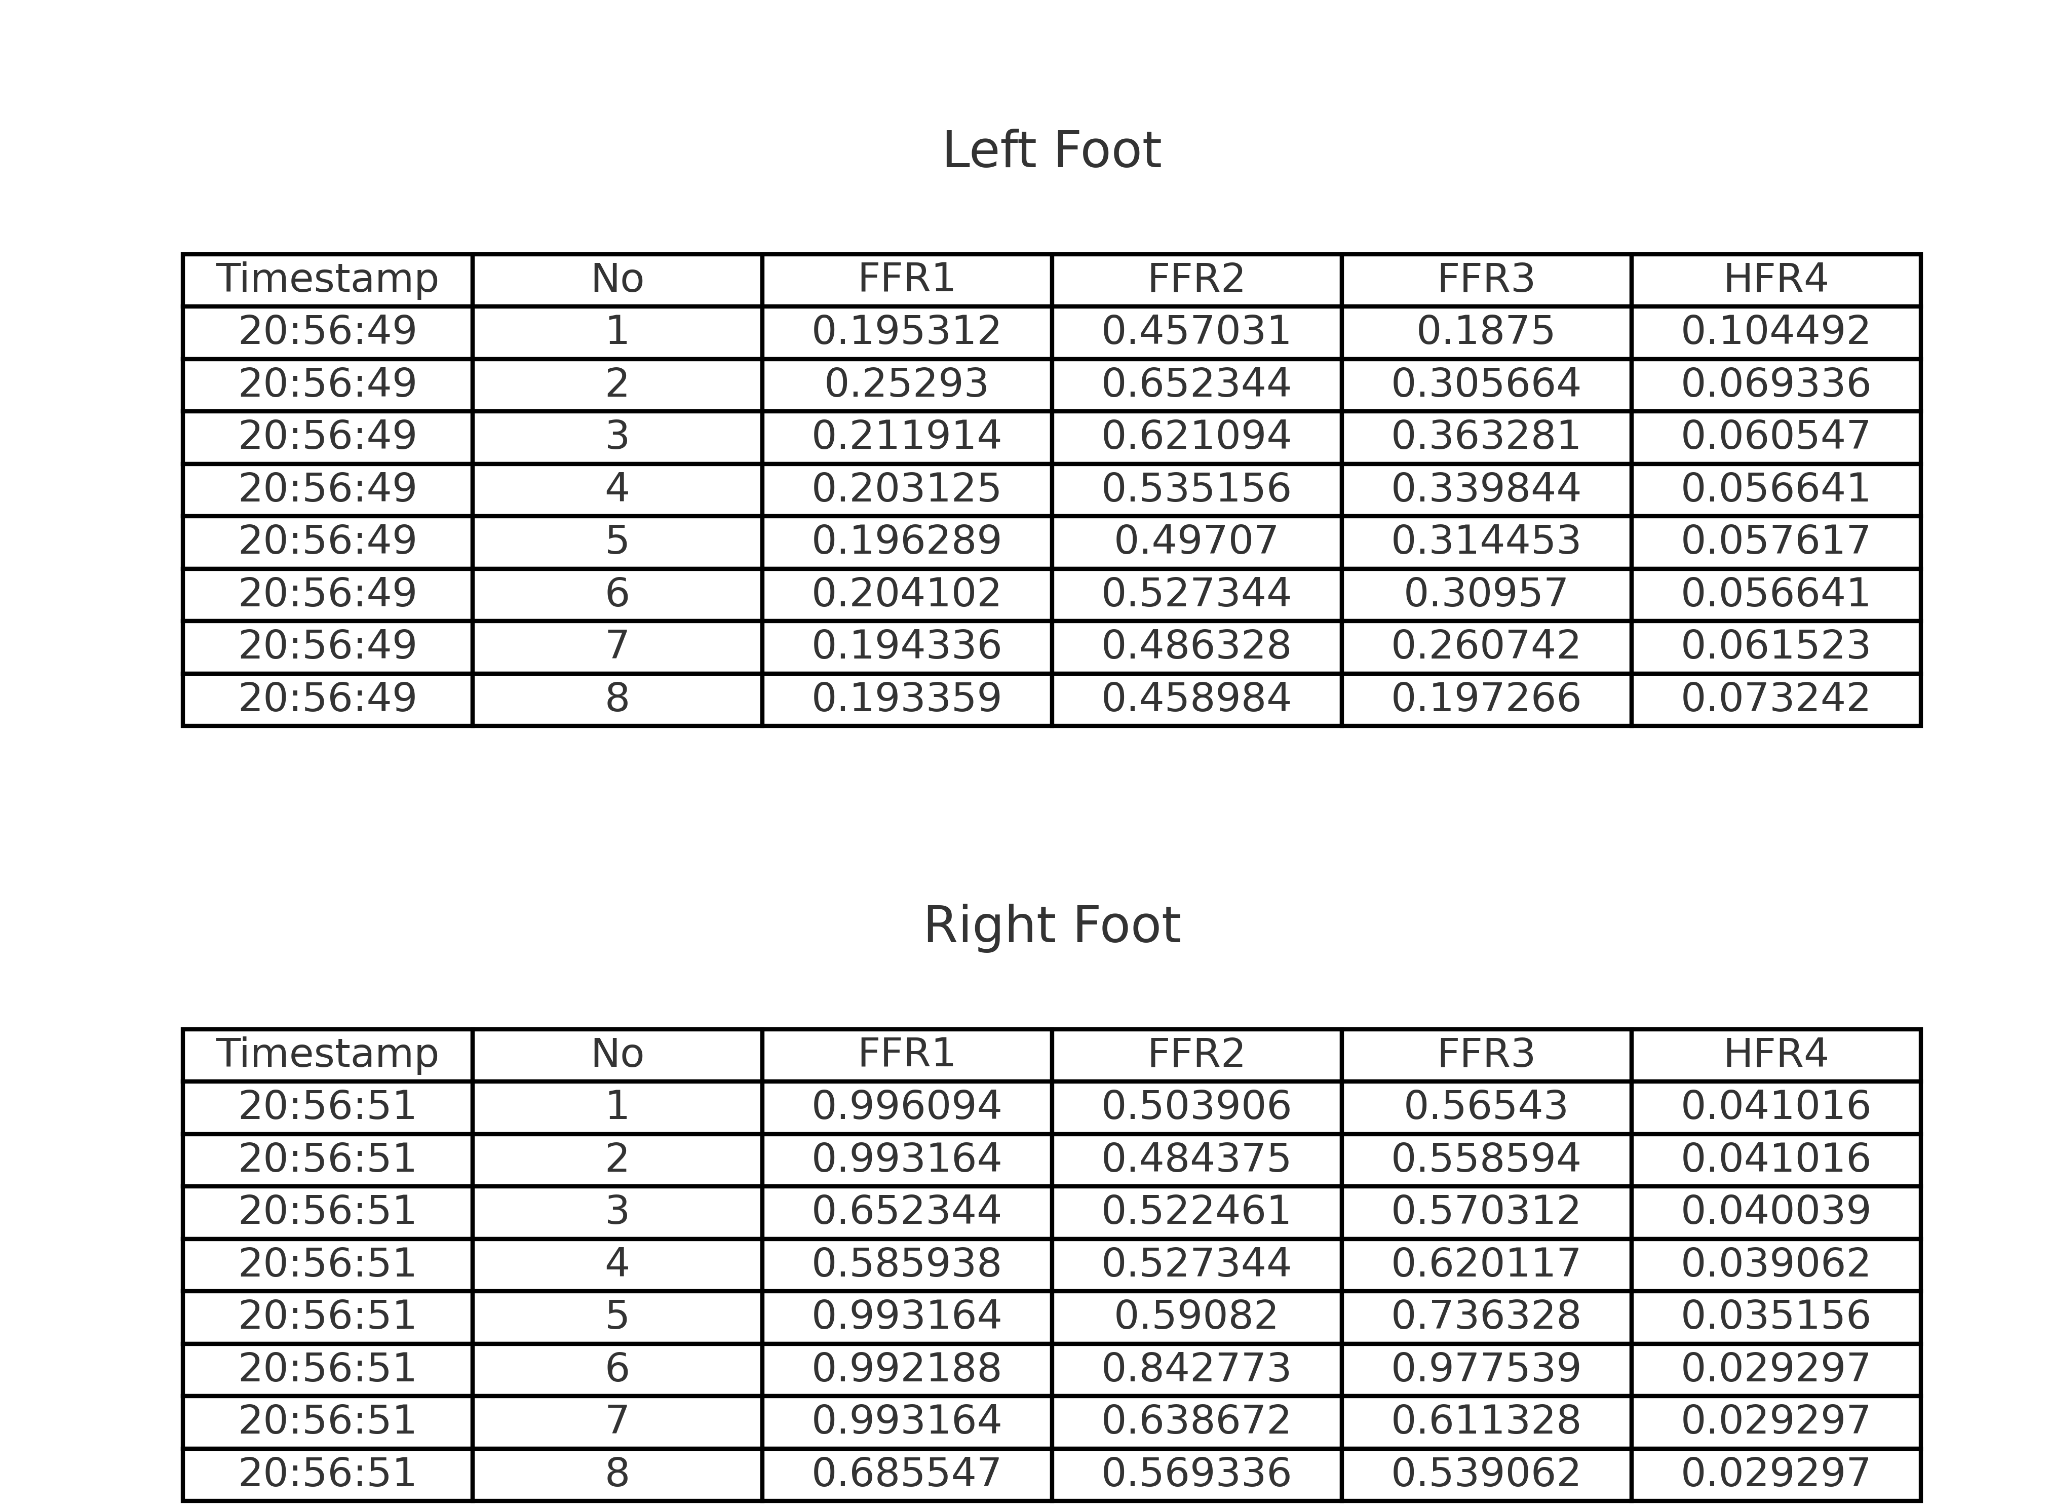 Left Foot
Timestamp No FFR1 FFR2 FFR3 HFR4
20:56:49 1 0.195312 0.457031 0.1875 0.104492
20:56:49 2 0.25293 0.652344 0.305664 0.069336
20:56:49 3 0.211914 0.621094 0.363281 0.060547
20:56:49 4 0.203125 0.535156 0.339844 0.056641
20:56:49 5 0.196289 0.49707 0.314453 0.057617
20:56:49 6 0.204102 0.527344 0.30957 0.056641
20:56:49 7 0.194336 0.486328 0.260742 0.061523
20:56:49 8 0.193359 0.458984 0.197266 0.073242
Right Foot
Timestamp No FFR1 FFR2 FFR3 HFR4
20:56:51 1 0.996094 0.503906 0.56543 0.041016
20:56:51 2 0.993164 0.484375 0.558594 0.041016
20:56:51 3 0.652344 0.522461 0.570312 0.040039
20:56:51 4 0.585938 0.527344 0.620117 0.039062
20:56:51 5 0.993164 0.59082 0.736328 0.035156
20:56:51 6 0.992188 0.842773 0.977539 0.029297
20:56:51 7 0.993164 0.638672 0.611328 0.029297
20:56:51 8 0.685547 0.569336 0.539062 0.029297